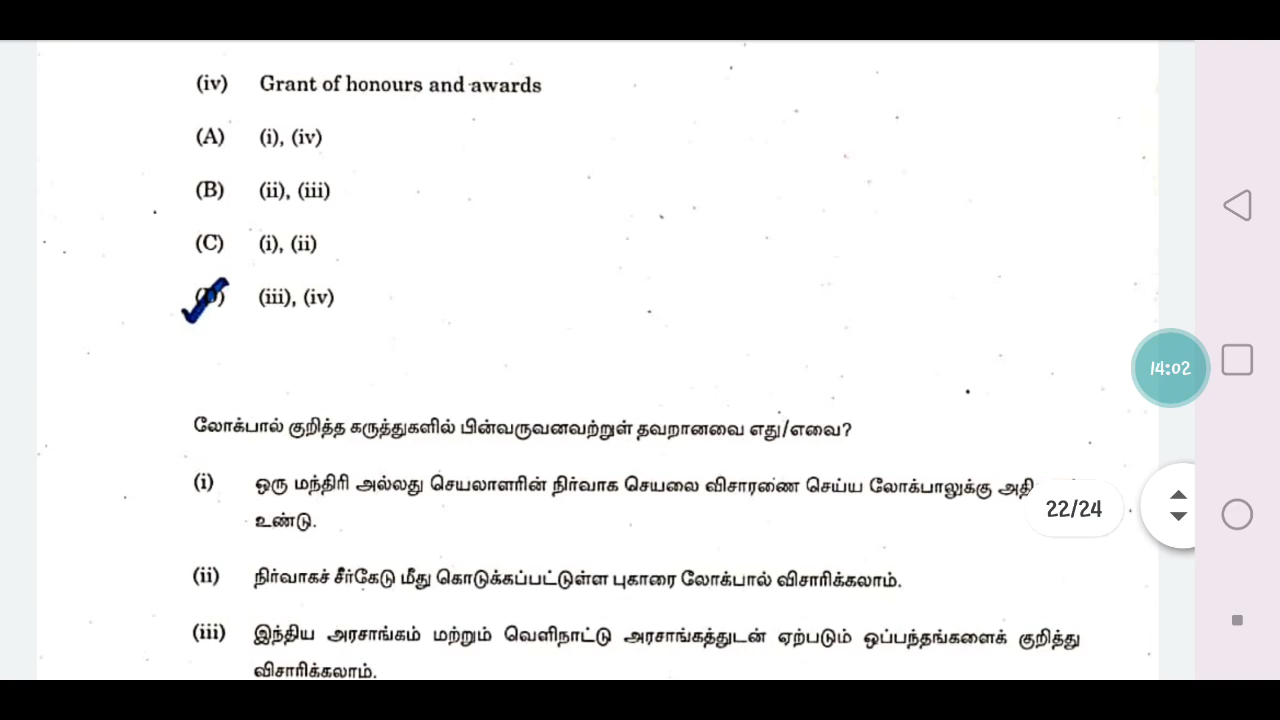 (iv) Grant of honours and awards
(A) (i), (iv)
(B) (ii), (iii)
(C) (i), (ii)
(D) (iii), (iv)
14:02
லோக்பால் குறித்த கருத்துகளில் பின்வருவனவற்றுள் தவறானவை எது/எவை?
(i) ஒரு மந்திரி அல்லது செயலாளரின் நிர்வாக செயலை விசாரணை செய்ய லோக்பாலுக்கு
22/24
உண்டு.
(ii) நிர்வாகச் சீர்கேடு மீது கொடுக்கப்பட்டுள்ள புகாரை லோக்பால் விசாரிக்கலாம்.
(iii) இந்திய அரசாங்கம் மற்றும் வெளிநாட்டு அரசாங்கத்துடன் ஏற்படும் ஒப்பந்தங்களைக் குறித்து
விசாரிக்கலாம்.